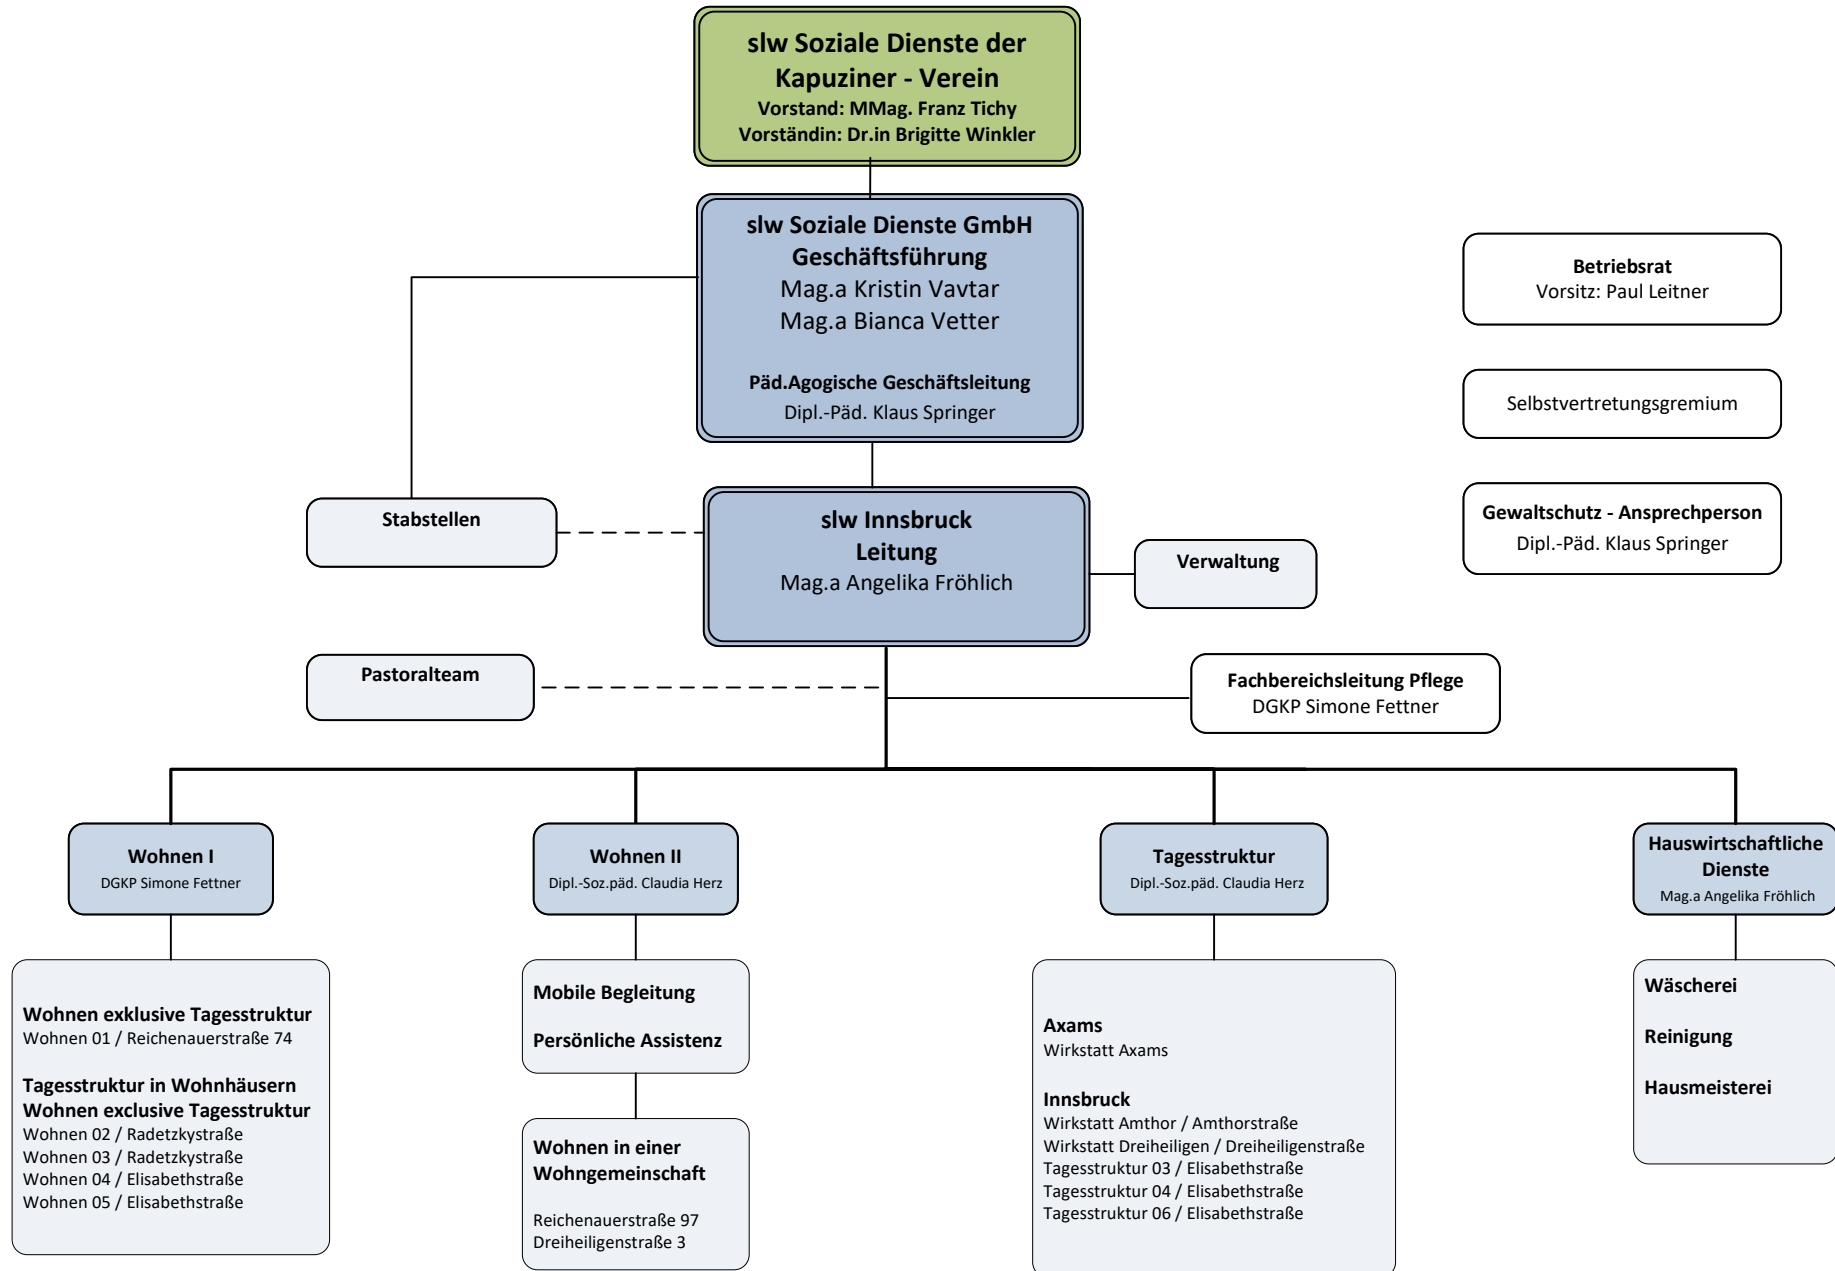 slw Soziale Dienste der
Kapuziner - Verein
Vorstand: MMag. Franz Tichy
Vorständin: Dr.in Brigitte Winkler
slw Soziale Dienste GmbH
Geschäftsführung
Mag.a Kristin Vavtar
Mag.a Bianca Vetter
Päd.Agogische Geschäftsleitung
Dipl.-Päd. Klaus Springer
Betriebsrat
Vorsitz: Paul Leitner
Selbstvertretungsgremium
Gewaltschutz - Ansprechperson
Dipl.-Päd. Klaus Springer
Stabstellen
slw Innsbruck
Leitung
Mag.a Angelika Fröhlich
Verwaltung
Pastoralteam
Fachbereichsleitung Pflege
DGKP Simone Fettner
Wohnen I
DGKP Simone Fettner
Wohnen II
Dipl.-Soz.päd. Claudia Herz
Tagesstruktur
Dipl.-Soz.päd. Claudia Herz
Hauswirtschaftliche
Dienste
Mag.a Angelika Fröhlich
Wohnen exklusive Tagesstruktur
Wohnen 01 / Reichenauerstraße 74
Tagesstruktur in Wohnhäusern
Wohnen exclusive Tagesstruktur
Wohnen 02 / Radetzkystraße
Wohnen 03 / Radetzkystraße
Wohnen 04 / Elisabethstraße
Wohnen 05 / Elisabethstraße
Mobile Begleitung
Persönliche Assistenz
Wohnen in einer
Wohngemeinschaft
Reichenauerstraße 97
Dreiheiligenstraße 3
Axams
Wirkstatt Axams
Innsbruck
Wirkstatt Amthor / Amthorstraße
Wirkstatt Dreiheiligen / Dreiheiligenstraße
Tagesstruktur 03 / Elisabethstraße
Tagesstruktur 04 / Elisabethstraße
Tagesstruktur 06 / Elisabethstraße
Wäscherei
Reinigung
Hausmeisterei